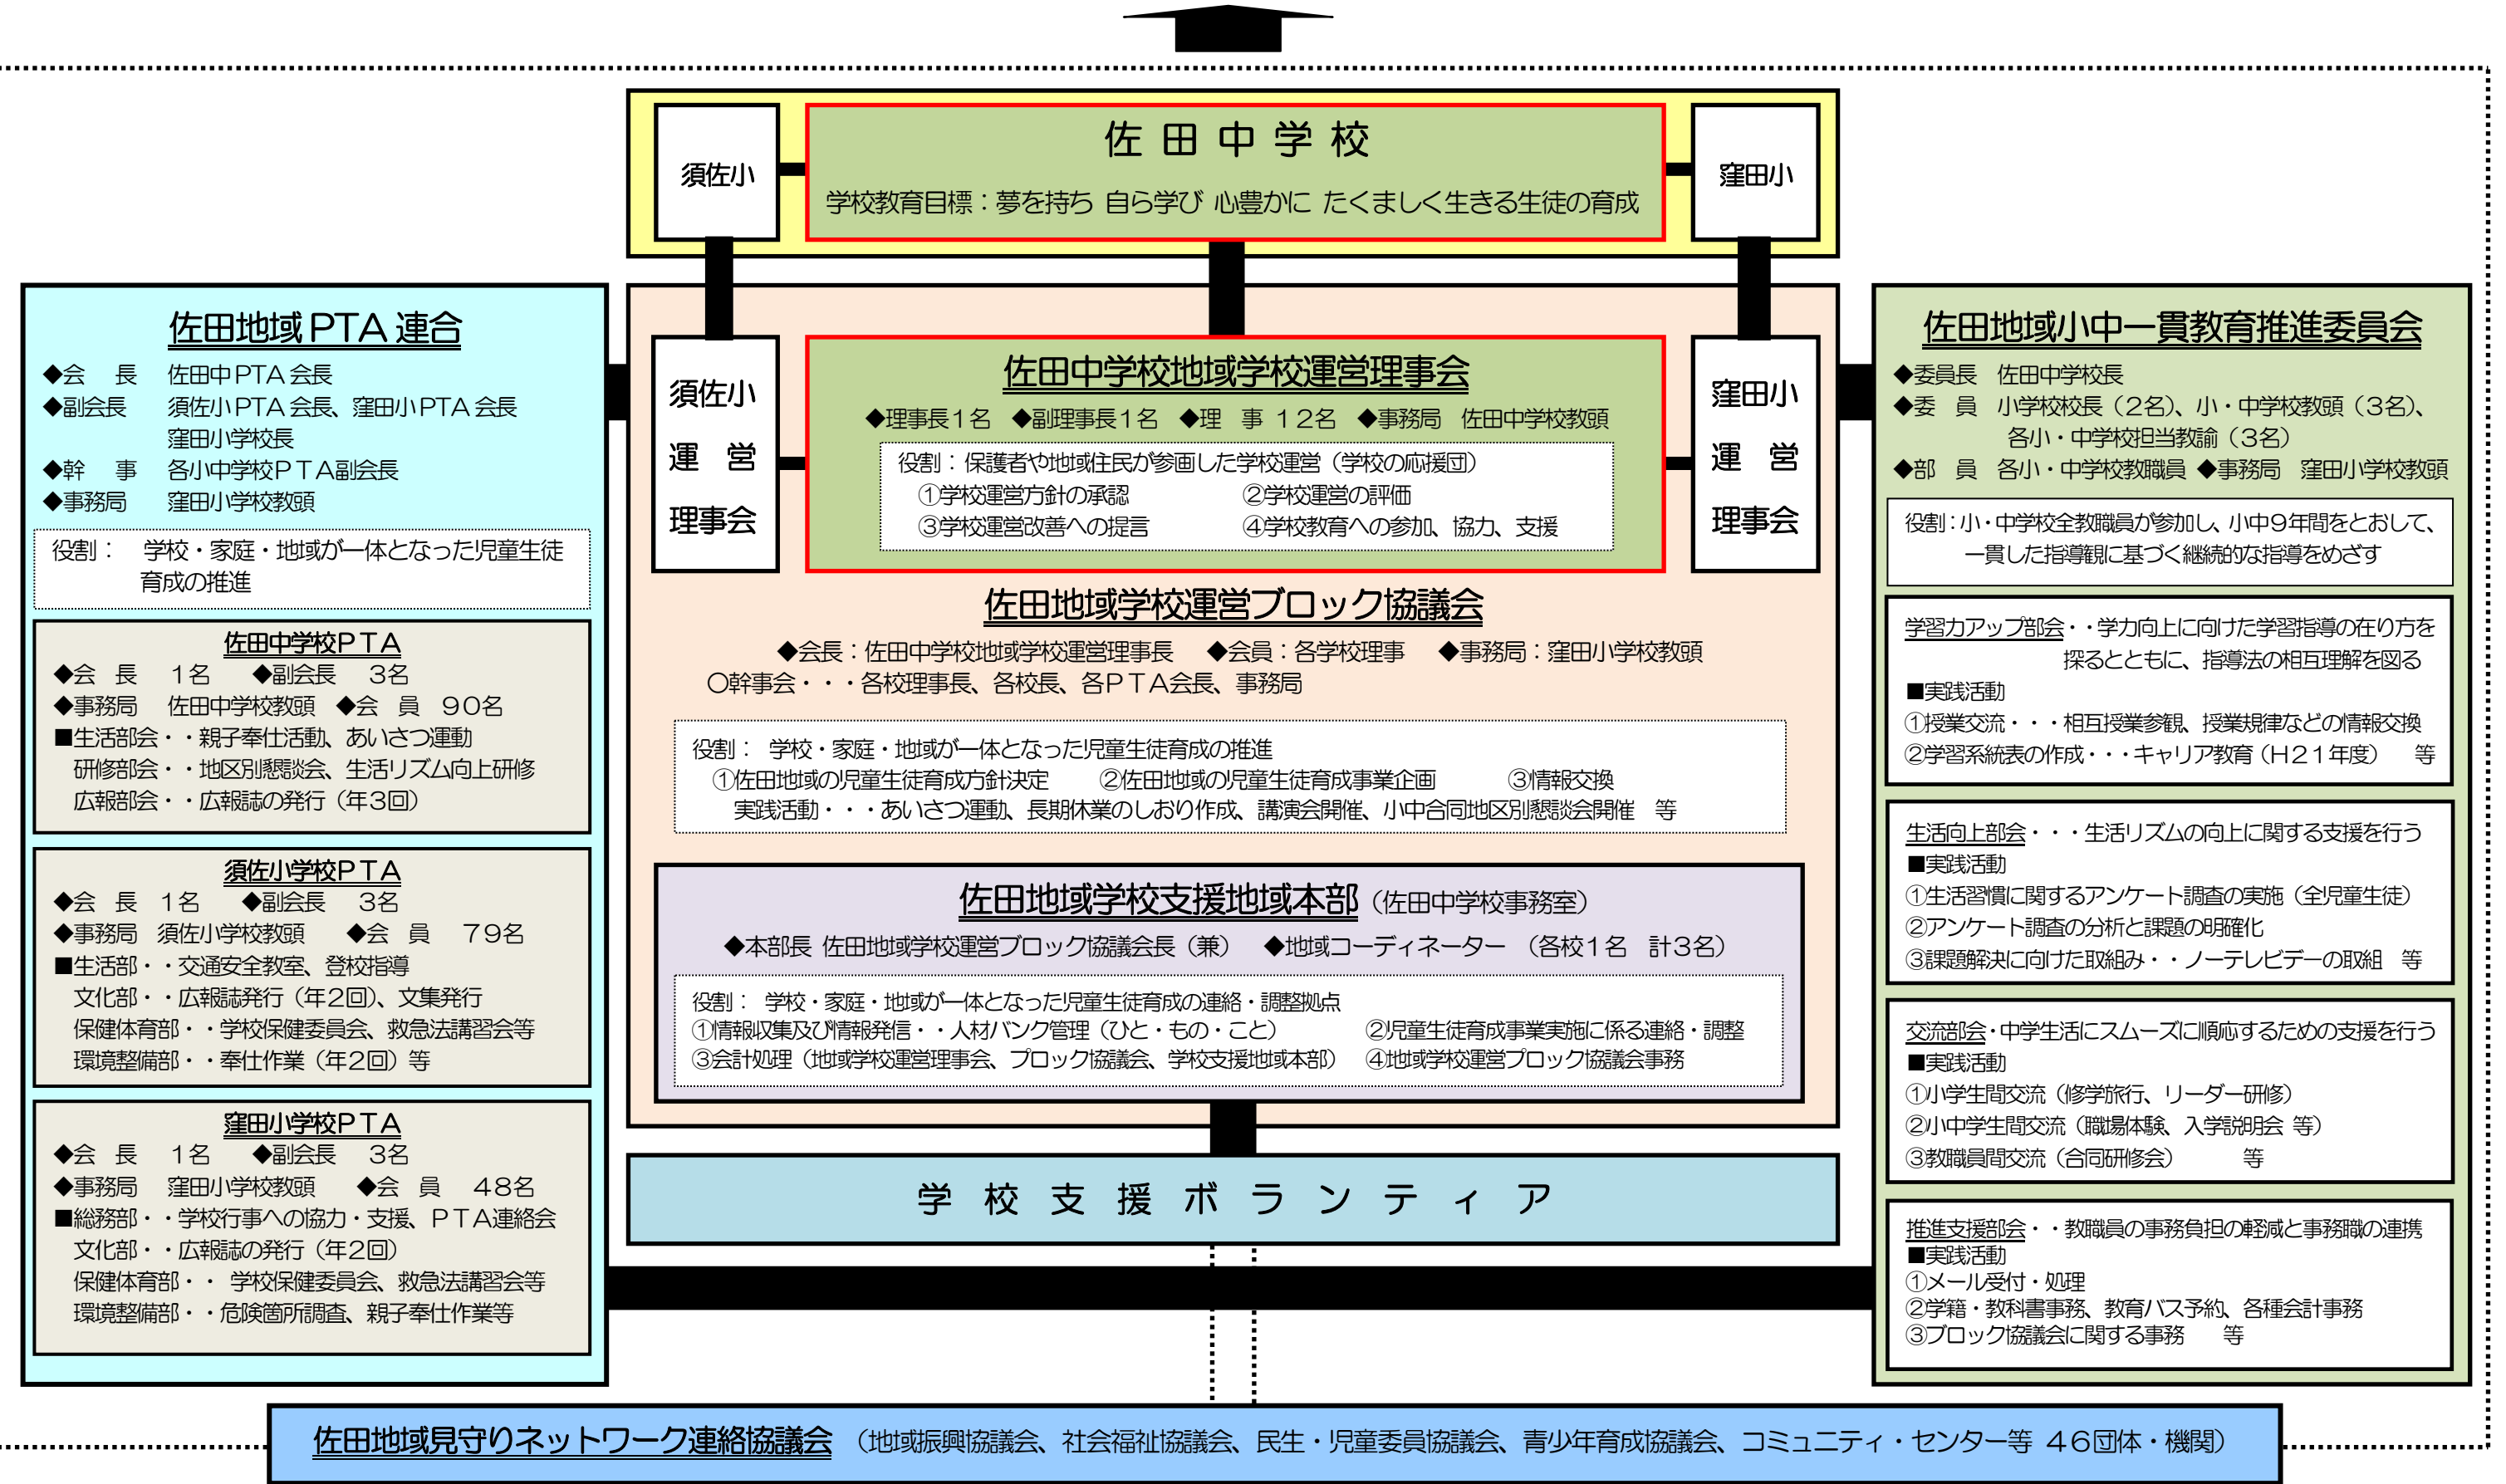 須佐小
佐 田 中 学 校
学校教育目標：夢を持ち 自ら学び 心豊かに たくましく生きる生徒の育成
窪田小
佐田地域 PTA 連合
◆会　長　佐田中 PTA 会長
◆副会長　須佐小 PTA 会長、窪田小 PTA 会長
窪田小学校長
◆幹　事　各小中学校ＰＴＡ副会長
◆事務局　窪田小学校教頭
役割：　学校・家庭・地域が一体となった児童生徒
育成の推進
佐田中学校ＰＴＡ
◆会　長　１名　◆副会長　３名
◆事務局　佐田中学校教頭　◆会　員　９０名
■生活部会・・親子奉仕活動、あいさつ運動
研修部会・・地区別懇談会、生活リズム向上研修
広報部会・・広報誌の発行（年３回）
須佐小学校ＰＴＡ
◆会　長　１名　◆副会長　３名
◆事務局　須佐小学校教頭　◆会　員　７９名
■生活部・・交通安全教室、登校指導
文化部・・広報誌発行（年２回）、文集発行
保健体育部・・学校保健委員会、救急法講習会等
環境整備部・・奉仕作業（年２回）等
窪田小学校ＰＴＡ
◆会　長　１名　◆副会長　３名
◆事務局　窪田小学校教頭　◆会　員　４８名
■総務部・・学校行事への協力・支援、ＰＴＡ連絡会
文化部・・広報誌の発行（年２回）
保健体育部・・ 学校保健委員会、救急法講習会等
環境整備部・・危険箇所調査、親子奉仕作業等
須佐小
運　営
理事会
佐田中学校地域学校運営理事会
◆理事長１名　◆副理事長１名　◆理　事 １２名　◆事務局　佐田中学校教頭
役割：保護者や地域住民が参画した学校運営（学校の応援団）
①学校運営方針の承認　②学校運営の評価
③学校運営改善への提言　④学校教育への参加、協力、支援
窪田小
運　営
理事会
佐田地域学校運営ブロック協議会
◆会長：佐田中学校地域学校運営理事長　◆会員：各学校理事　◆事務局：窪田小学校教頭
〇幹事会・・・各校理事長、各校長、各ＰＴＡ会長、事務局
役割：　学校・家庭・地域が一体となった児童生徒育成の推進
①佐田地域の児童生徒育成方針決定　②佐田地域の児童生徒育成事業企画　③情報交換
実践活動・・・あいさつ運動、長期休業のしおり作成、講演会開催、小中合同地区別懇談会開催　等
佐田地域学校支援地域本部（佐田中学校事務室）
◆本部長 佐田地域学校運営ブロック協議会長（兼）　◆地域コーディネーター　（各校１名　計３名）
役割：　学校・家庭・地域が一体となった児童生徒育成の連絡・調整拠点
①情報収集及び情報発信・・人材バンク管理（ひと・もの・こと）　②児童生徒育成事業実施に係る連絡・調整
③会計処理（地域学校運営理事会、ブロック協議会、学校支援地域本部）　④地域学校運営ブロック協議会事務
学　校　支　援　ボ　ラ　ン　テ　ィ　ア
佐田地域小中一貫教育推進委員会
◆委員長　佐田中学校長
◆委　員　小学校校長（２名）、小・中学校教頭（３名）、
各小・中学校担当教諭（３名）
◆部　員　各小・中学校教職員 ◆事務局　窪田小学校教頭
役割：小・中学校全教職員が参加し、小中９年間をとおして、
一貫した指導観に基づく継続的な指導をめざす
学習力アップ部会・・学力向上に向けた学習指導の在り方を
探るとともに、指導法の相互理解を図る
■実践活動
①授業交流・・・相互授業参観、授業規律などの情報交換
②学習系統表の作成・・・キャリア教育（Ｈ２１年度）　等
生活向上部会・・・生活リズムの向上に関する支援を行う
■実践活動
①生活習慣に関するアンケート調査の実施（全児童生徒）
②アンケート調査の分析と課題の明確化
③課題解決に向けた取組み・・ノーテレビデーの取組　等
交流部会・中学生活にスムーズに順応するための支援を行う
■実践活動
①小学生間交流（修学旅行、リーダー研修）
②小中学生間交流（職場体験、入学説明会 等）
③教職員間交流（合同研修会）　等
推進支援部会・・教職員の事務負担の軽減と事務職の連携
■実践活動
①メール受付・処理
②学籍・教科書事務、教育バス予約、各種会計事務
③ブロック協議会に関する事務　等
佐田地域見守りネットワーク連絡協議会　（地域振興協議会、社会福祉協議会、民生・児童委員協議会、青少年育成協議会、コミュニティ・センター等 ４６団体・機関）